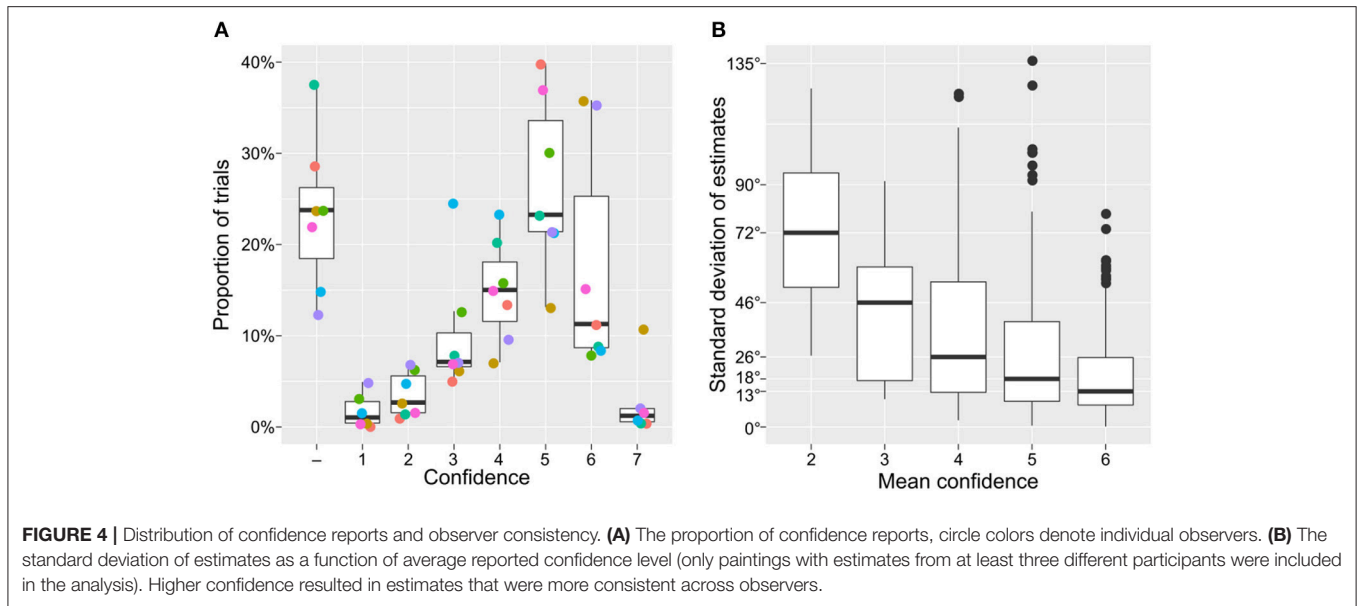 A
40%
30%
20%
10%
0%
Proportion of trials
– 1 2 3 4 5 6 7
Confidence
B
135°
90°
72°
46°
26°
18°
13°
0°
Standard deviation of estimates
2 3 4 5 6
Mean confidence
FIGURE 4 | Distribution of confidence reports and observer consistency. (A) The proportion of confidence reports, circle colors denote individual observers. (B) The
standard deviation of estimates as a function of average reported confidence level (only paintings with estimates from at least three different participants were included
in the analysis). Higher confidence resulted in estimates that were more consistent across observers.